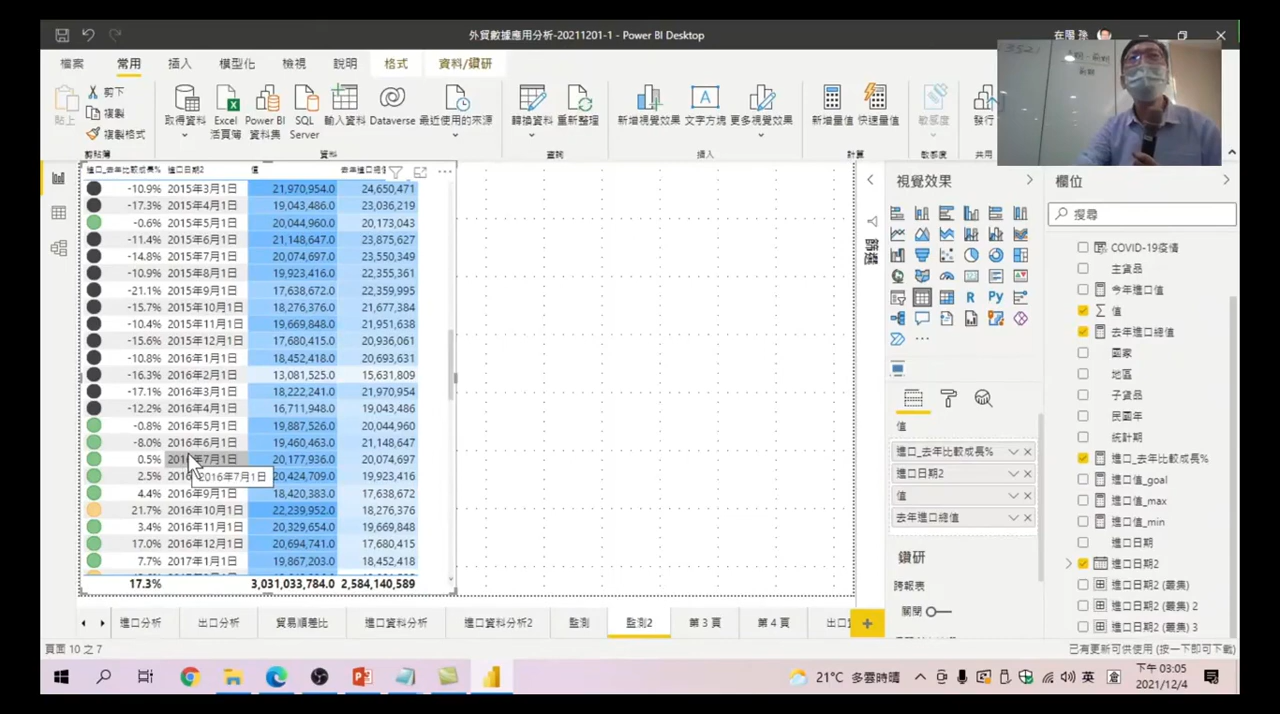 外貿數據應用分析-20211201-1 - Power BI Desktop
檔案 常用 插入 模型化 檢視 說明 格式 資料/鑽研
貼上 剪下 複製 複製格式
取得資料 Excel 活頁簿 Power BI 資料集 SQL Server 輸入資料 Dataverse 最近使用的來源
轉換資料 重新整理 新增視覺效果 文字方塊 更多視覺效果 新增量值 快速量值 敏感度 發行
剪貼簿 資料 查詢 插入 計算 敏感度 共用
進口_去年比較成長% 進口日期2 值
-10.9% 2015年3月1日 21,970,954.0 24,650,471
-17.3% 2015年4月1日 19,043,486.0 23,036,219
-0.6% 2015年5月1日 20,044,960.0 20,173,043
-11.4% 2015年6月1日 21,148,647.0 23,875,627
-14.8% 2015年7月1日 20,074,697.0 23,550,349
-10.9% 2015年8月1日 19,923,416.0 22,355,361
-21.1% 2015年9月1日 17,638,672.0 22,359,995
-15.7% 2015年10月1日 18,276,376.0 21,677,384
-10.4% 2015年11月1日 19,669,848.0 21,951,638
-15.6% 2015年12月1日 17,680,415.0 20,936,061
-10.8% 2016年1月1日 18,452,418.0 20,693,631
-16.3% 2016年2月1日 13,081,525.0 15,631,809
-17.1% 2016年3月1日 18,222,241.0 21,970,954
-12.2% 2016年4月1日 16,711,948.0 19,043,486
-0.8% 2016年5月1日 19,887,526.0 20,044,960
-8.0% 2016年6月1日 19,460,463.0 21,148,647
0.5% 2016年7月1日 20,177,936.0 20,074,697
2.5% 2016 20,424,709.0 19,923,416
2016年7月1日
4.4% 2016年9月1日 18,420,383.0 17,638,672
21.7% 2016年10月1日 22,239,952.0 18,276,376
3.4% 2016年11月1日 20,329,654.0 19,669,848
17.0% 2016年12月1日 20,694,741.0 17,680,415
7.7% 2017年1月1日 19,867,203.0 18,452,418
17.3% 3,031,033,784.0 2,584,140,589
視覺效果
R Py
值
進口_去年比較成長%
進口日期2
值
去年進口總值
鑽研
跨報表
關閉
欄位
搜尋
COVID-19疫情
主貨品
今年進口值
值
去年進口總值
國家
地區
子貨品
民國年
統計期
進口_去年比較成長%
進口值_goal
進口值_max
進口值_min
進口日期
進口日期2
進口日期2 (叢集)
進口日期2 (叢集) 2
進口日期2 (叢集) 3
進口分析 出口分析 貿易順差比 進口資料分析 進口資料分析2 監測 監測2 第 3 頁 第 4 頁
頁面 10 之 7
已有更新可供使用 (按一下即可下載)
21°C 多雲時晴 英 下午 03:05
2021/12/4